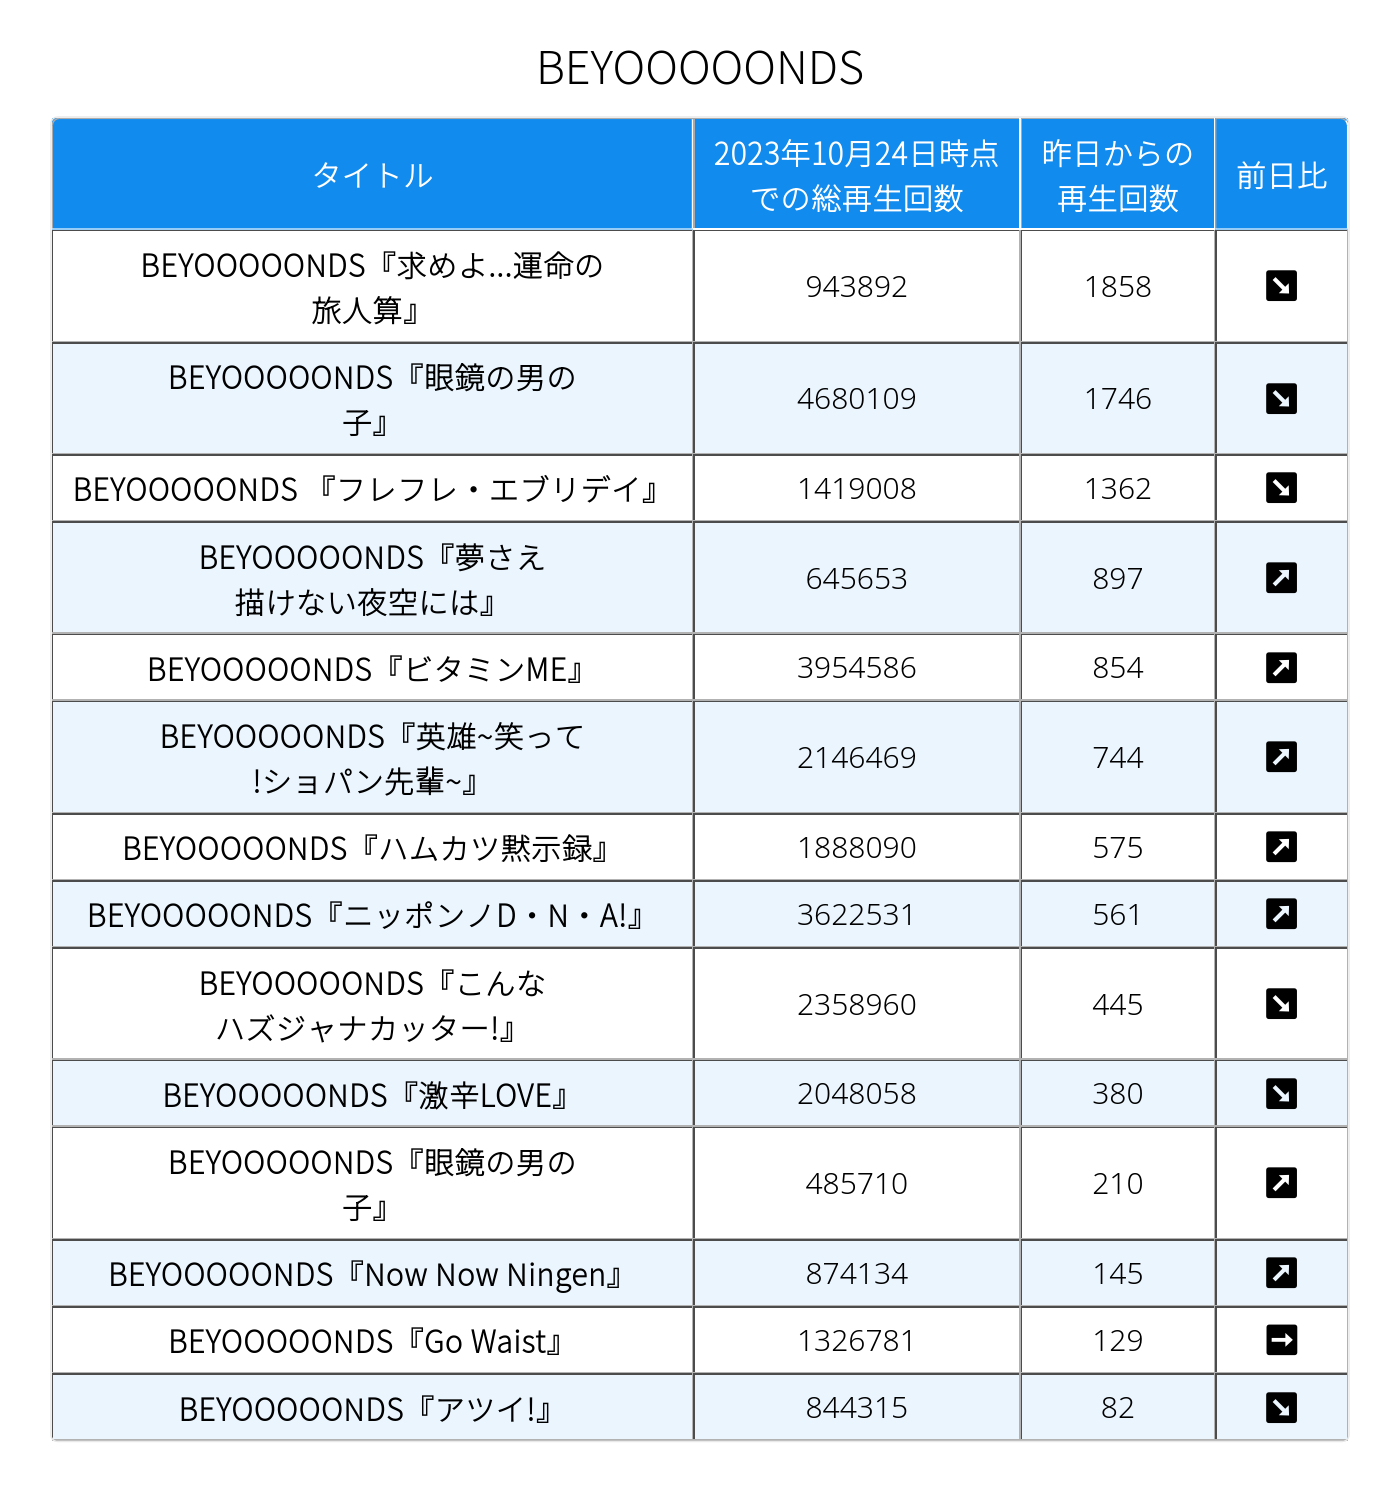 BEYOOOOONDS
タイトル
2023年10月24日時点
での総再生回数
昨日からの
再生回数
前日比
BEYOOOOONDS『求めよ...運命の
旅人算』
943892
1858
↘
BEYOOOOONDS『眼鏡の男の
子』
4680109
1746
↘
BEYOOOOONDS 『フレフレ・エブリデイ』
1419008
1362
↘
BEYOOOOONDS『夢さえ
描けない夜空には』
645653
897
↗
BEYOOOOONDS『ビタミンME』
3954586
854
↗
BEYOOOOONDS『英雄~笑って
!ショパン先輩~』
2146469
744
↗
BEYOOOOONDS『ハムカツ黙示録』
1888090
575
↗
BEYOOOOONDS『ニッポンノD・N・A!』
3622531
561
↗
BEYOOOOONDS『こんな
ハズジャナカッター!』
2358960
445
↘
BEYOOOOONDS『激辛LOVE』
2048058
380
↘
BEYOOOOONDS『眼鏡の男の
子』
485710
210
↗
BEYOOOOONDS『Now Now Ningen』
874134
145
↗
BEYOOOOONDS『Go Waist』
1326781
129
→
BEYOOOOONDS『アツイ!』
844315
82
↘